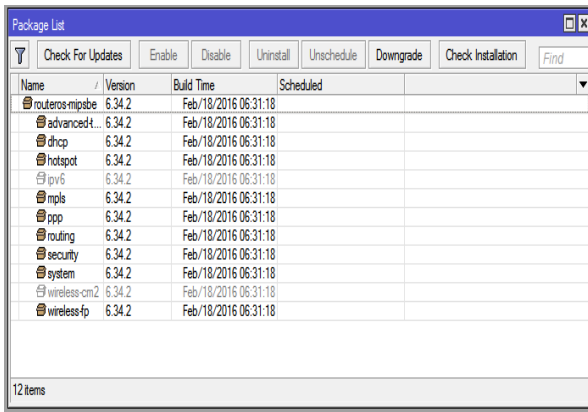 Package List
Check For Updates Enable Disable Uninstall Unschedule Downgrade Check Installation Find
Name / Version Build Time Scheduled
routeros-mipsbe 6.34.2 Feb/18/2016 06:31:18
advanced-t... 6.34.2 Feb/18/2016 06:31:18
dhcp 6.34.2 Feb/18/2016 06:31:18
hotspot 6.34.2 Feb/18/2016 06:31:18
ipv6 6.34.2 Feb/18/2016 06:31:18
mpls 6.34.2 Feb/18/2016 06:31:18
ppp 6.34.2 Feb/18/2016 06:31:18
routing 6.34.2 Feb/18/2016 06:31:18
security 6.34.2 Feb/18/2016 06:31:18
system 6.34.2 Feb/18/2016 06:31:18
wireless-cm2 6.34.2 Feb/18/2016 06:31:18
wireless-fp 6.34.2 Feb/18/2016 06:31:18
12 items